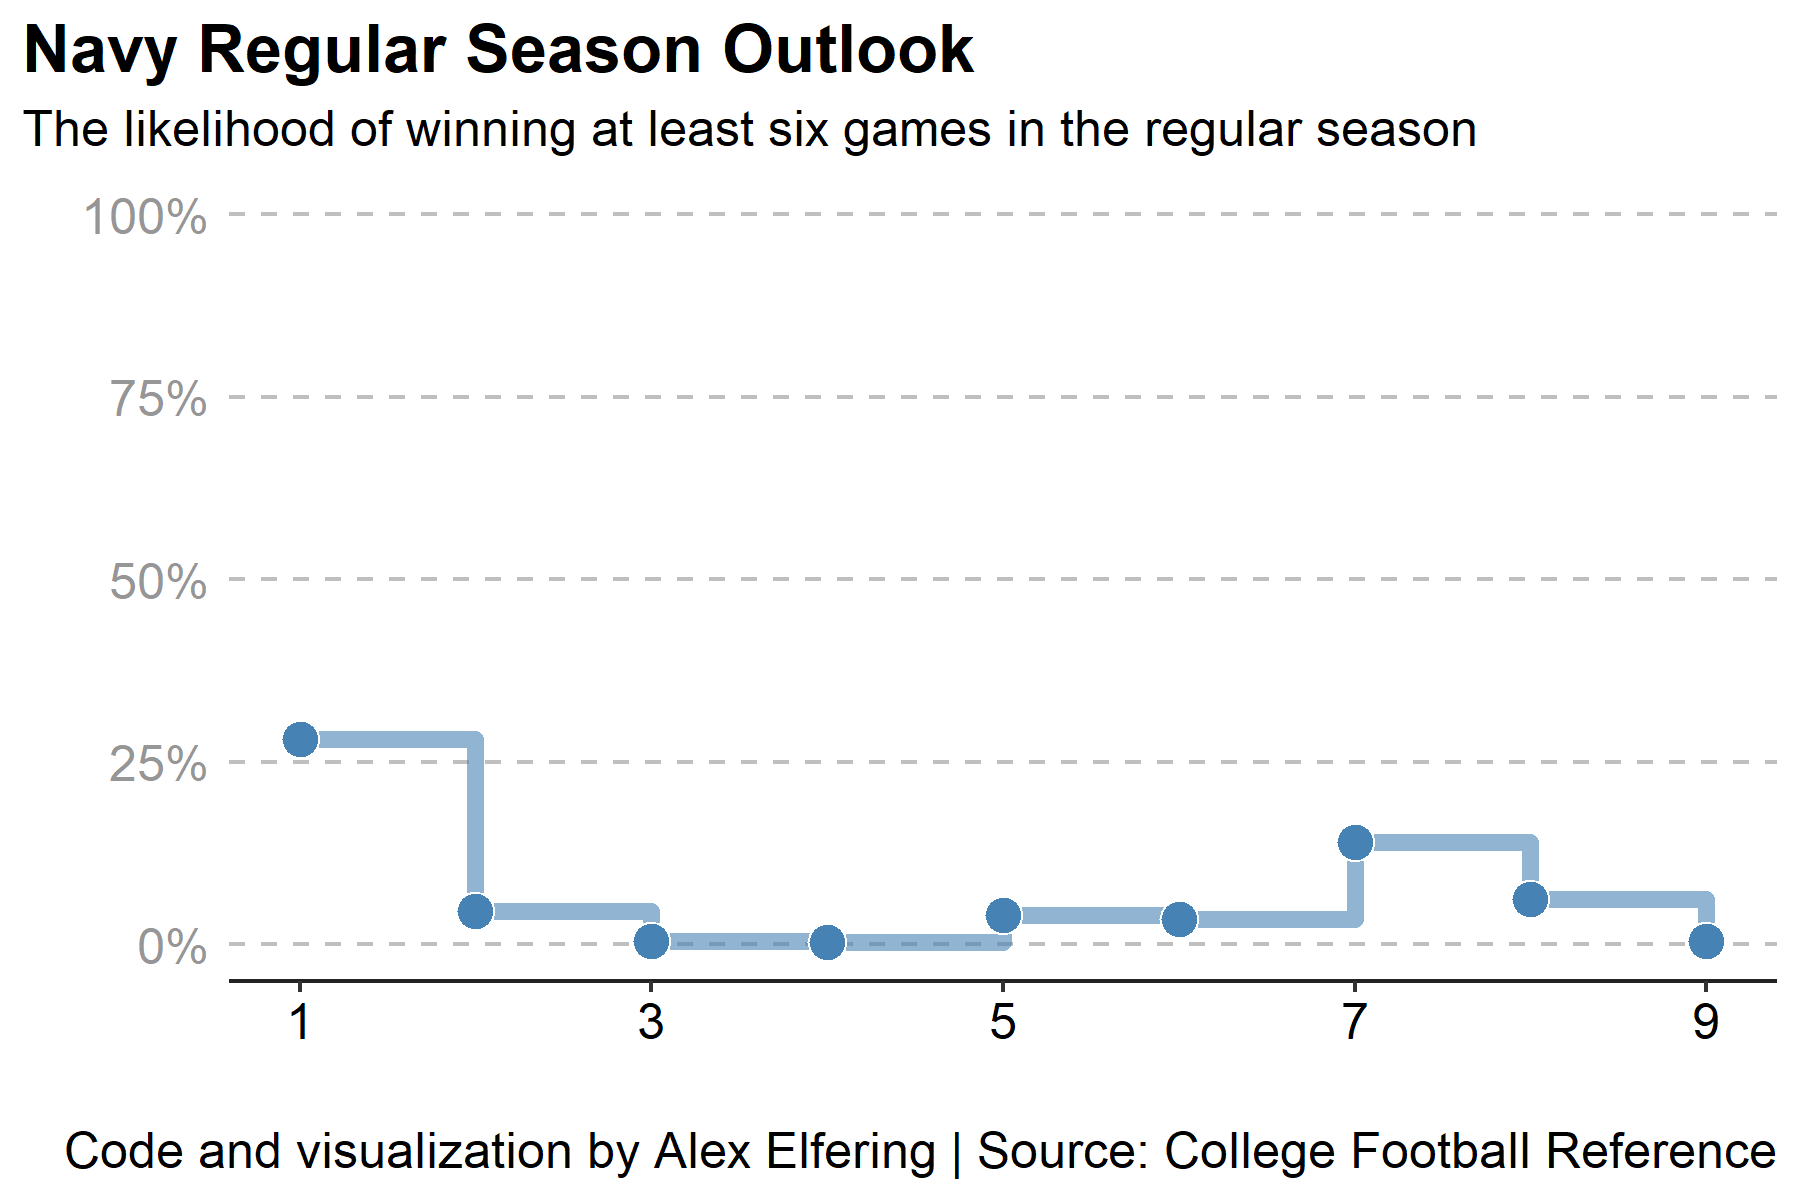 Navy Regular Season Outlook
The likelihood of winning at least six games in the regular season
100%
75%
50%
25%
0%
1 3 5 7 9
Code and visualization by Alex Elfering | Source: College Football Reference